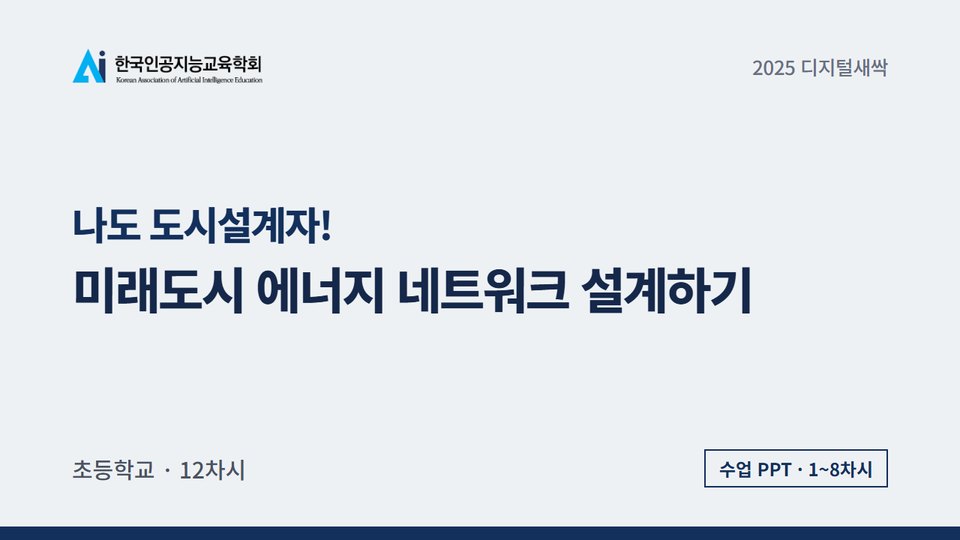 Ai 한국인공지능교육학회
Korean Association of Artificial Intelligence Education
2025 디지털새싹
나도 도시설계자!
미래도시 에너지 네트워크 설계하기
초등학교 · 12차시
수업 PPT · 1~8차시